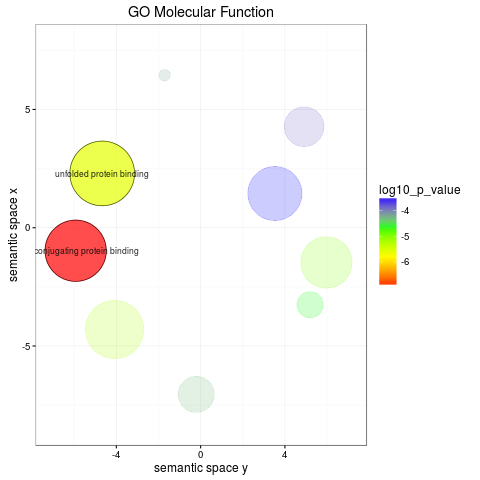 GO Molecular Function
5
0
-5
semantic space x
unfolded protein binding
conjugating protein binding
-4
0
4
semantic space y
log10_p_value
-4
-5
-6